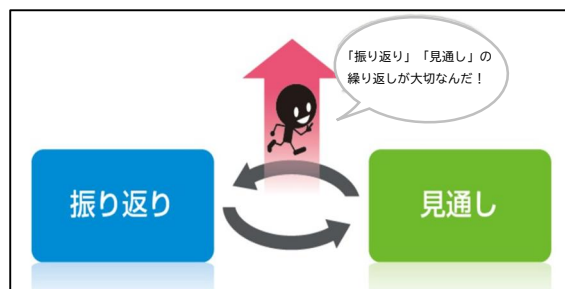 「振り返り」「見通し」の
繰り返しが大切なんだ！
振り返り
見通し